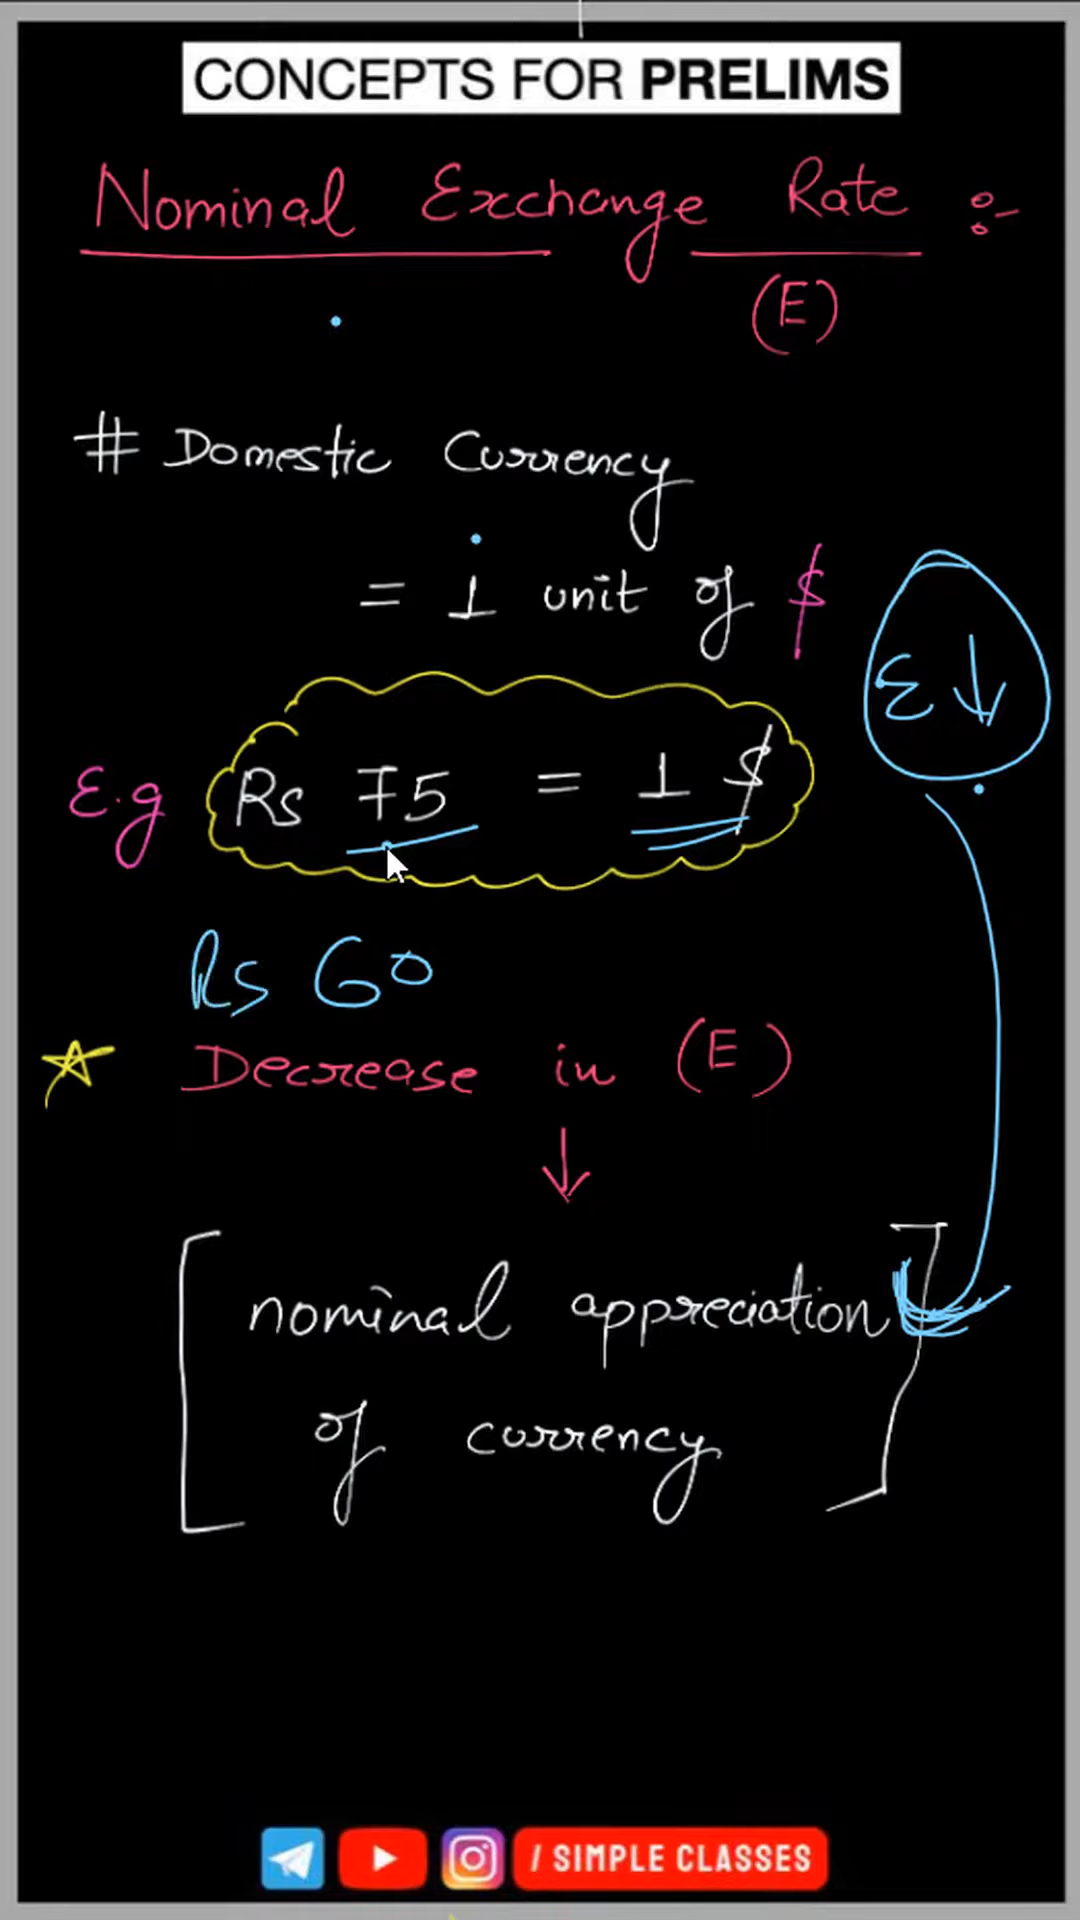 CONCEPTS FOR PRELIMS
Nominal Exchange Rate :-
(E)
# Domestic Currency
= 1 unit of $
E ↓
E.g Rs 75 = 1 $
Rs 60
Decrease in (E)
↓
[nominal appreciation
of currency]
/ SIMPLE CLASSES